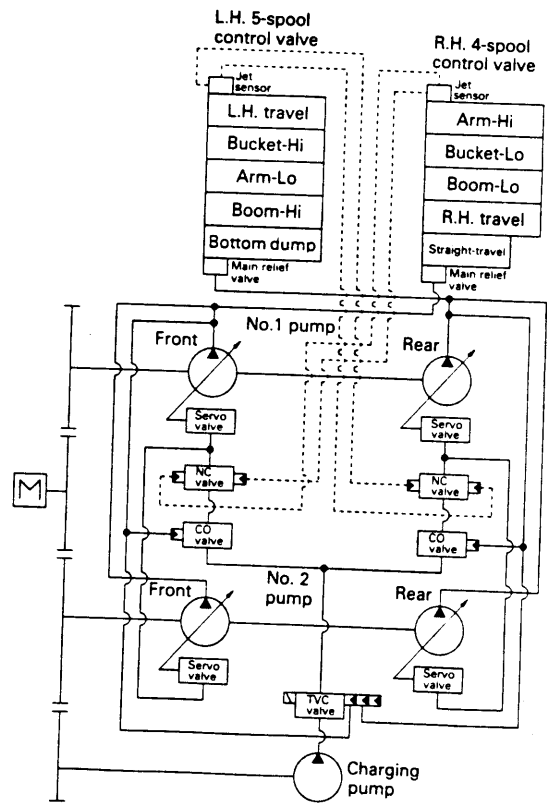 L.H. 5-spool
control valve
R.H. 4-spool
control valve
Jet
sensor
Jet
sensor
L.H. travel
Bucket-Hi
Arm-Lo
Boom-Hi
Bottom dump
Main relief
valve
Arm-Hi
Bucket-Lo
Boom-Lo
R.H. travel
Straight-travel
Main relief
valve
No.1 pump
Front
Rear
Servo
valve
Servo
valve
NC
valve
NC
valve
CO
valve
CO
valve
M
No. 2
pump
Front
Rear
Servo
valve
Servo
valve
TVC
valve
Charging
pump